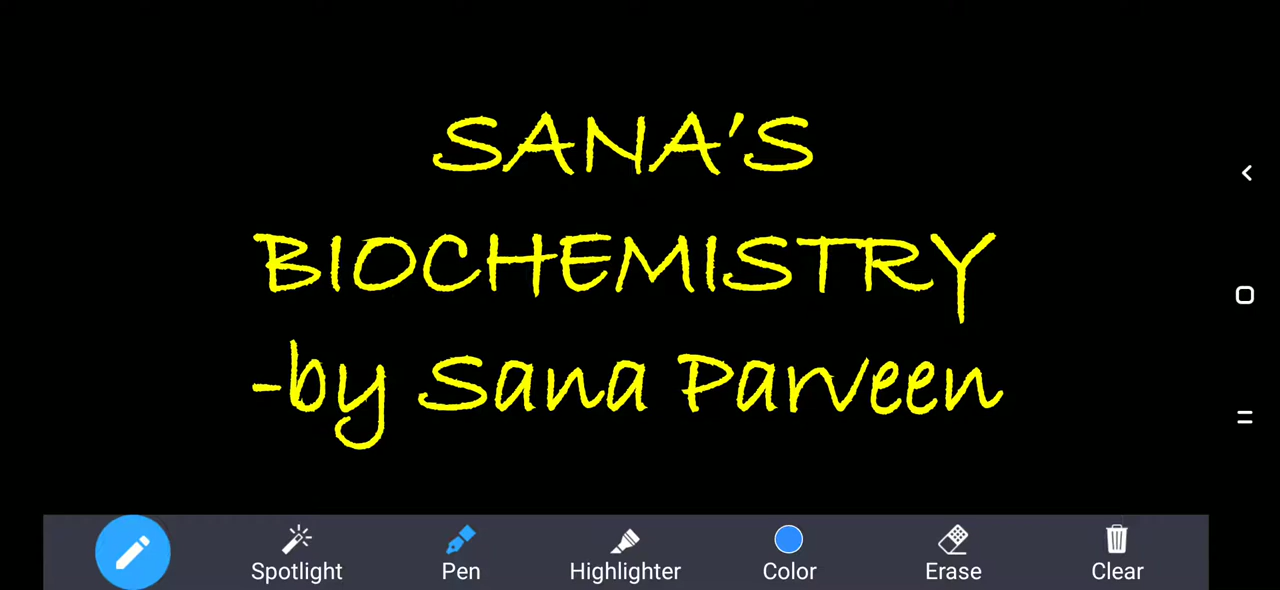 SANA'S
BIOCHEMISTRY
-by Sana Parveen
Spotlight Pen Highlighter Color Erase Clear